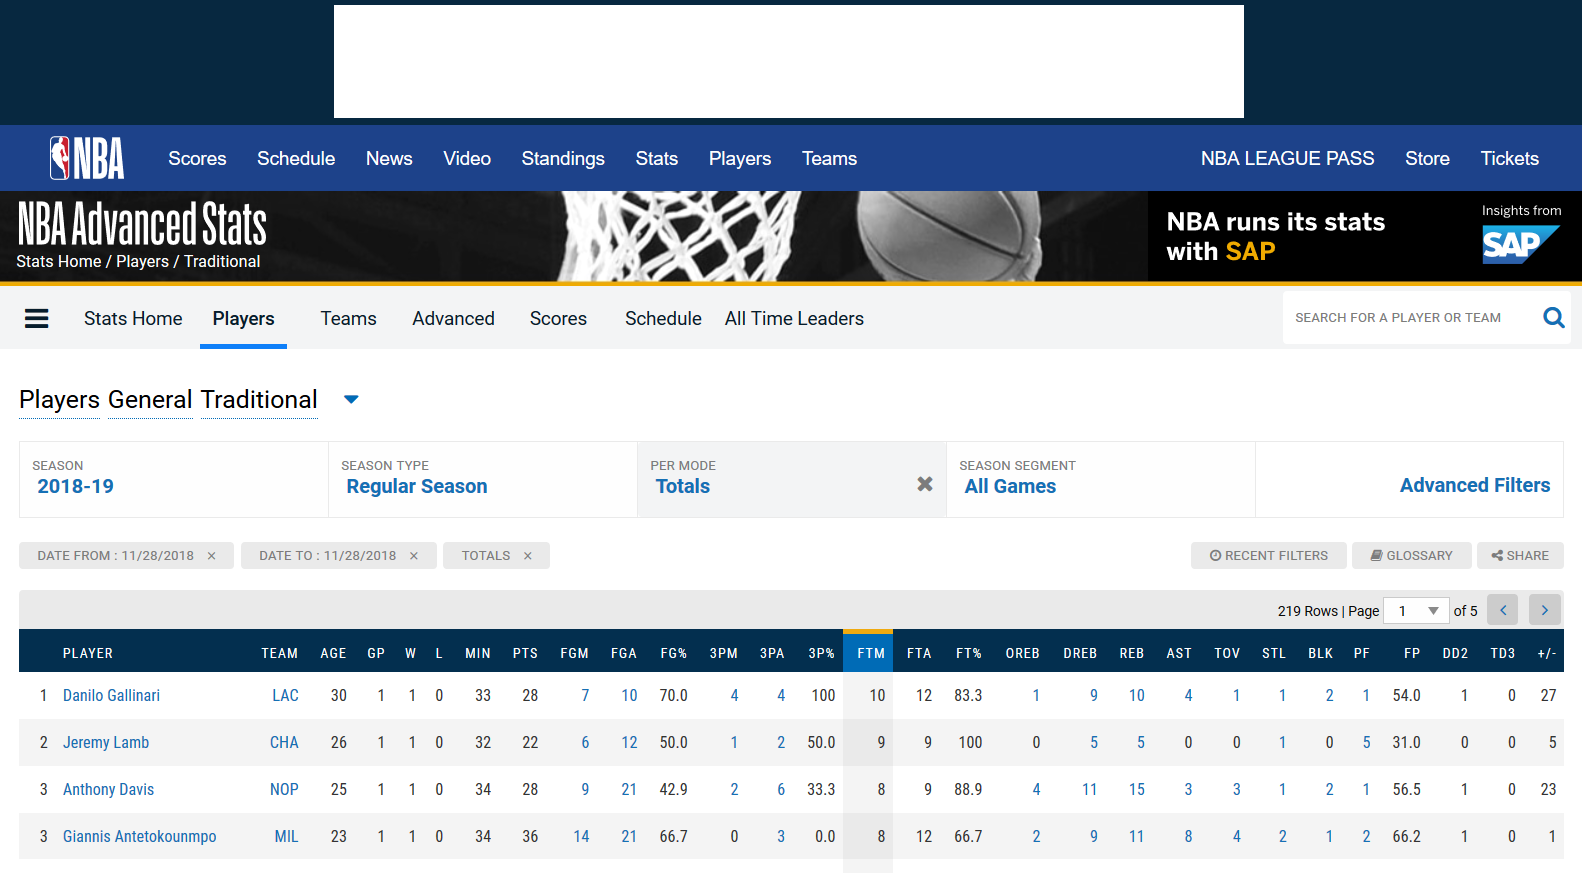 NBA Scores Schedule News Video Standings Stats Players Teams NBA LEAGUE PASS Store Tickets
NBA Advanced Stats
Stats Home / Players / Traditional
NBA runs its stats
with SAP
Insights from
SAP
Stats Home Players Teams Advanced Scores Schedule All Time Leaders SEARCH FOR A PLAYER OR TEAM
Players General Traditional
SEASON SEASON TYPE PER MODE SEASON SEGMENT
2018-19 Regular Season Totals All Games Advanced Filters
DATE FROM : 11/28/2018 × DATE TO : 11/28/2018 × TOTALS × RECENT FILTERS GLOSSARY SHARE
219 Rows | Page 1 of 5
PLAYER TEAM AGE GP W L MIN PTS FGM FGA FG% 3PM 3PA 3P% FTM FTA FT% OREB DREB REB AST TOV STL BLK PF FP DD2 TD3 +/-
1 Danilo Gallinari LAC 30 1 1 0 33 28 7 10 70.0 4 4 100 10 12 83.3 1 9 10 4 1 1 2 1 54.0 1 0 27
2 Jeremy Lamb CHA 26 1 1 0 32 22 6 12 50.0 1 2 50.0 9 9 100 0 5 5 0 0 1 0 5 31.0 0 0 5
3 Anthony Davis NOP 25 1 1 0 34 28 9 21 42.9 2 6 33.3 8 9 88.9 4 11 15 3 3 1 2 1 56.5 1 0 23
3 Giannis Antetokounmpo MIL 23 1 1 0 34 36 14 21 66.7 0 3 0.0 8 12 66.7 2 9 11 8 4 2 1 2 66.2 1 0 1